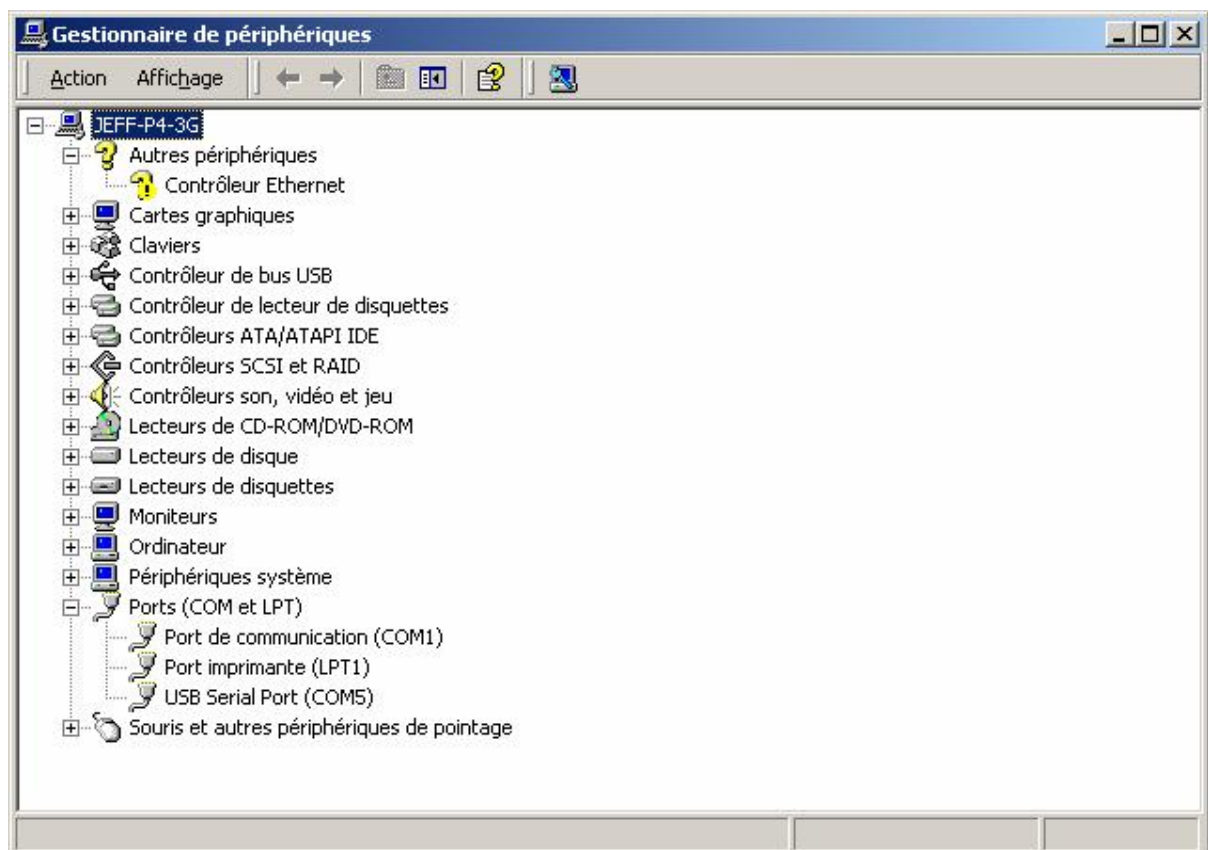 Gestionnaire de périphériques
Action Affichage
JEFF-P4-3G
Autres périphériques
Contrôleur Ethernet
Cartes graphiques
Claviers
Contrôleur de bus USB
Contrôleur de lecteur de disquettes
Contrôleurs ATA/ATAPI IDE
Contrôleurs SCSI et RAID
Contrôleurs son, vidéo et jeu
Lecteurs de CD-ROM/DVD-ROM
Lecteurs de disque
Lecteurs de disquettes
Moniteurs
Ordinateur
Périphériques système
Ports (COM et LPT)
Port de communication (COM1)
Port imprimante (LPT1)
USB Serial Port (COM5)
Souris et autres périphériques de pointage